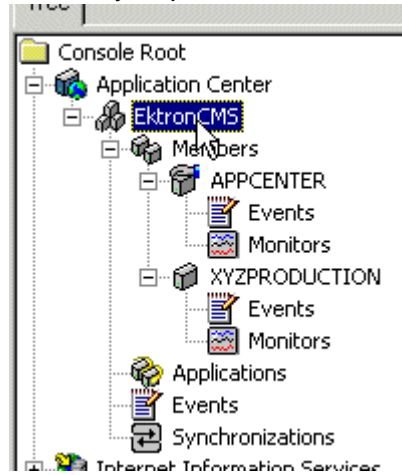 Tree
Console Root
Application Center
EktronCMS
Members
APPCENTER
Events
Monitors
XYZPRODUCTION
Events
Monitors
Applications
Events
Synchronizations
Internet Information Services